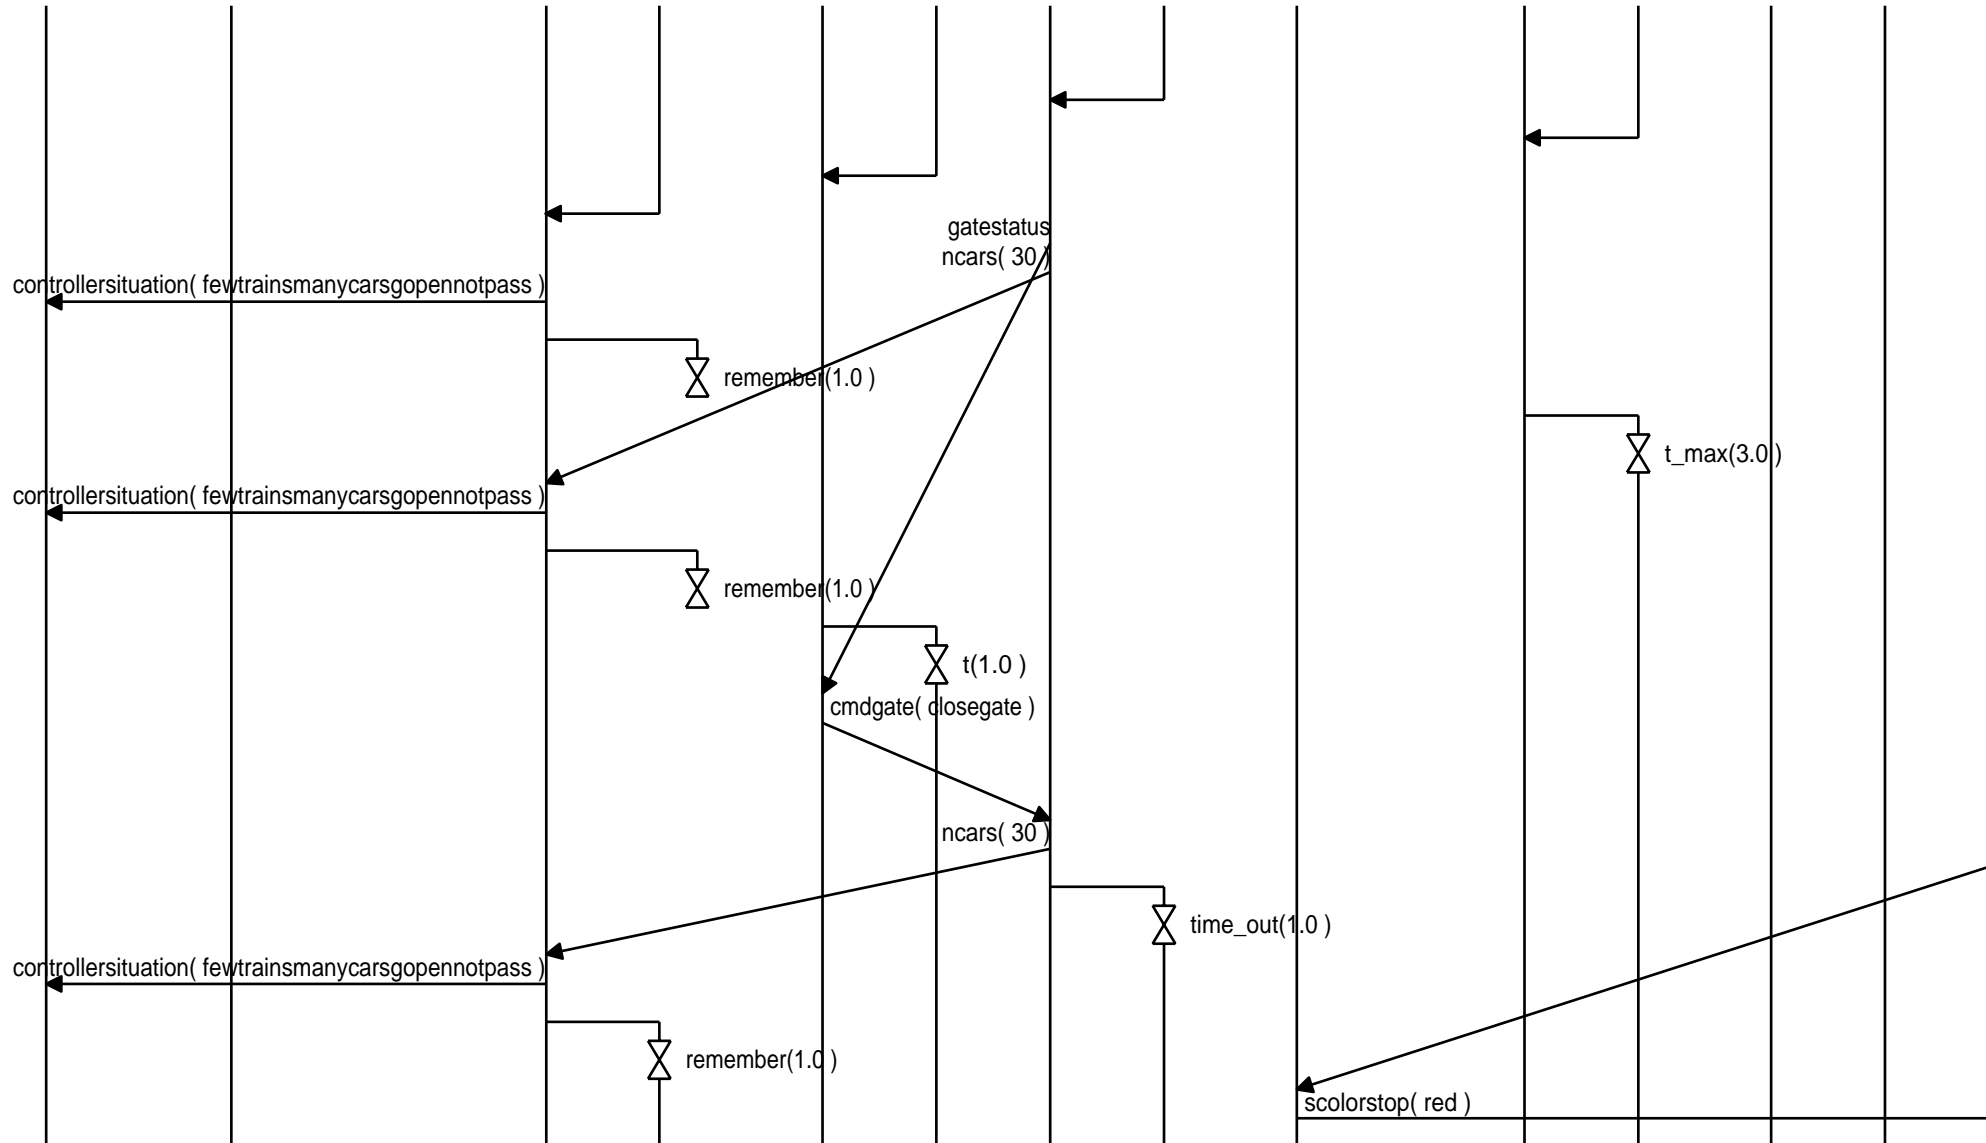 gatestatus
ncars( 30 )
controllersituation( fewtrainsmanycarsgopennotpass )
remember(1.0 )
t_max(3.0 )
controllersituation( fewtrainsmanycarsgopennotpass )
remember(1.0 )
t(1.0 )
cmdgate( closegate )
ncars( 30 )
time_out(1.0 )
controllersituation( fewtrainsmanycarsgopennotpass )
remember(1.0 )
scolorstop( red )